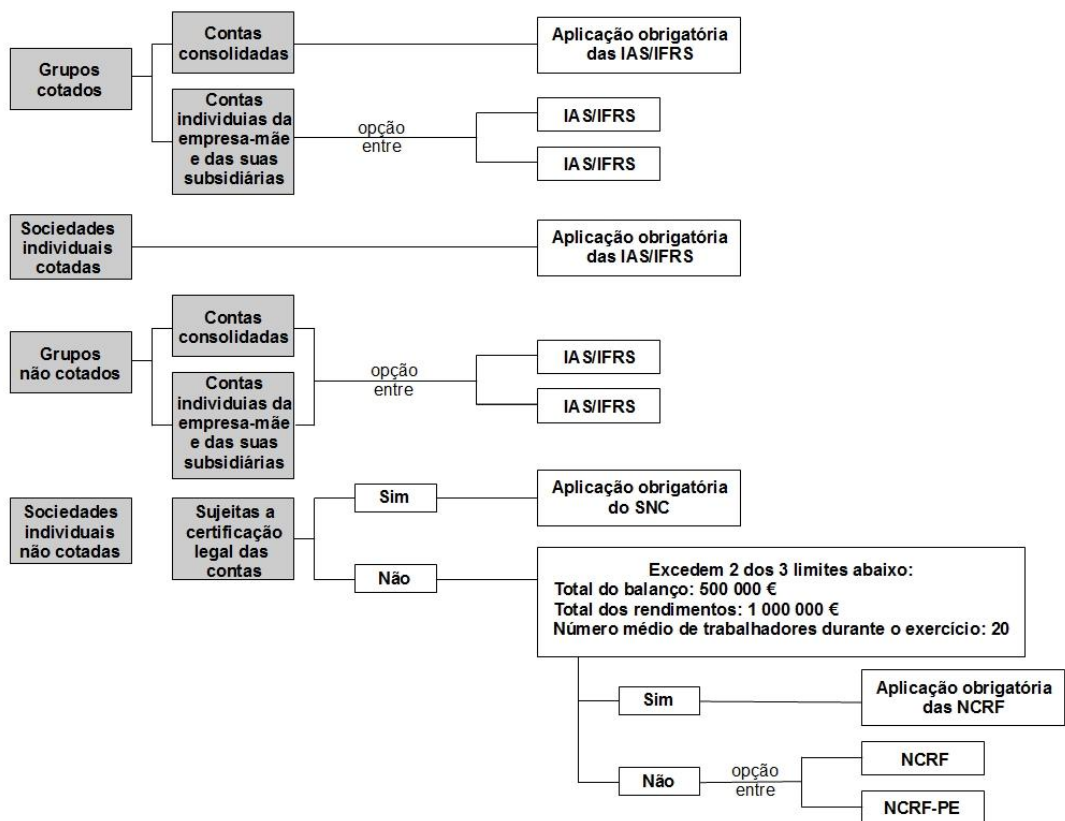 Grupos
cotados
Contas
consolidadas
Aplicação obrigatória
das IAS/IFRS
Contas
individuias da
empresa-mãe
e das suas
subsidiárias
opção
entre
IAS/IFRS
IAS/IFRS
Sociedades
individuais
cotadas
Aplicação obrigatória
das IAS/IFRS
Grupos
não cotados
Contas
consolidadas
Contas
individuias da
empresa-mãe
e das suas
subsidiárias
opção
entre
IAS/IFRS
IAS/IFRS
Sociedades
individuais
não cotadas
Sujeitas a
certificação
legal das
contas
Sim
Aplicação obrigatória
do SNC
Não
Excedem 2 dos 3 limites abaixo:
Total do balanço: 500 000 €
Total dos rendimentos: 1 000 000 €
Número médio de trabalhadores durante o exercício: 20
Sim
Aplicação obrigatória
das NCRF
Não
opção
entre
NCRF
NCRF-PE